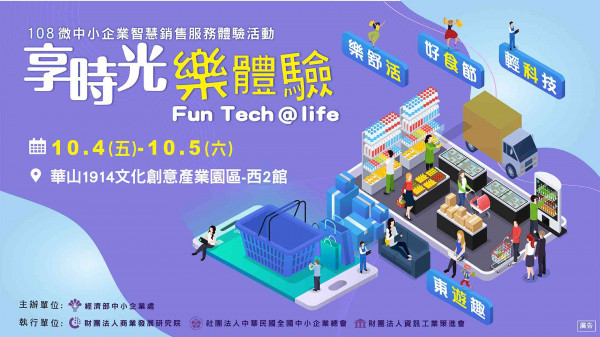 108微中小企業智慧銷售服務體驗活動
享時光樂體驗
Fun Tech@life
10.4(五)-10.5(六)
華山1914文化創意產業園區-西2館
樂舒活
好食節
輕科技
東遊趣
主辦單位: 經濟部中小企業處
執行單位: 財團法人商業發展研究院 社團法人中華民國全國中小企業總會 財團法人資訊工業策進會
廣告